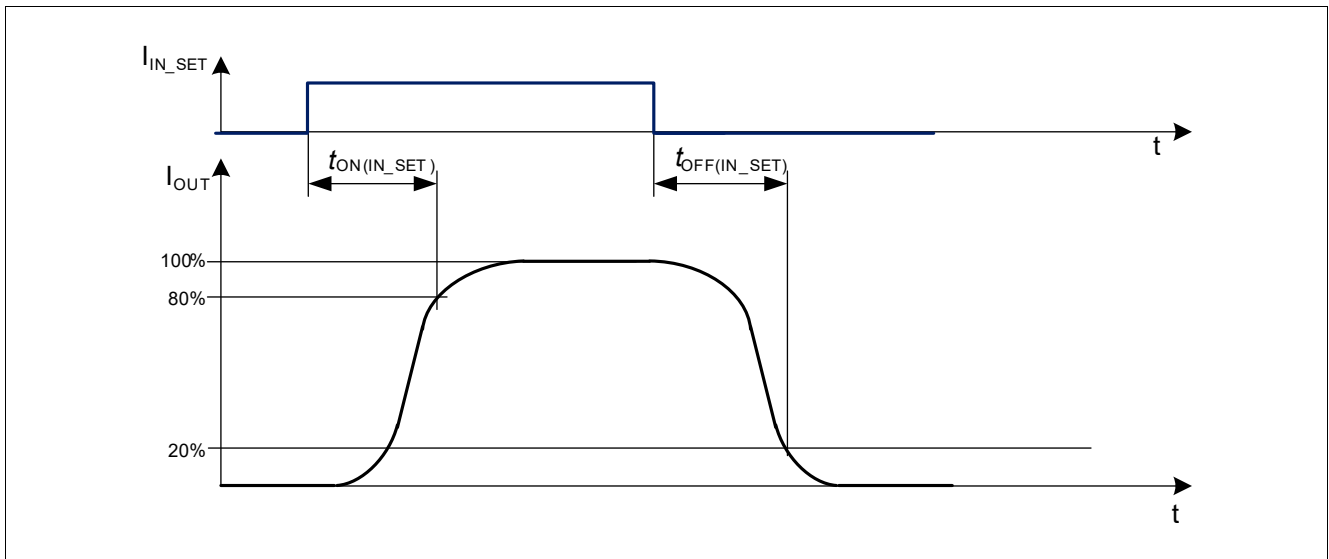 I_IN_SET
t
t_ON(IN_SET)
t_OFF(IN_SET)
I_OUT
100%
80%
20%
t